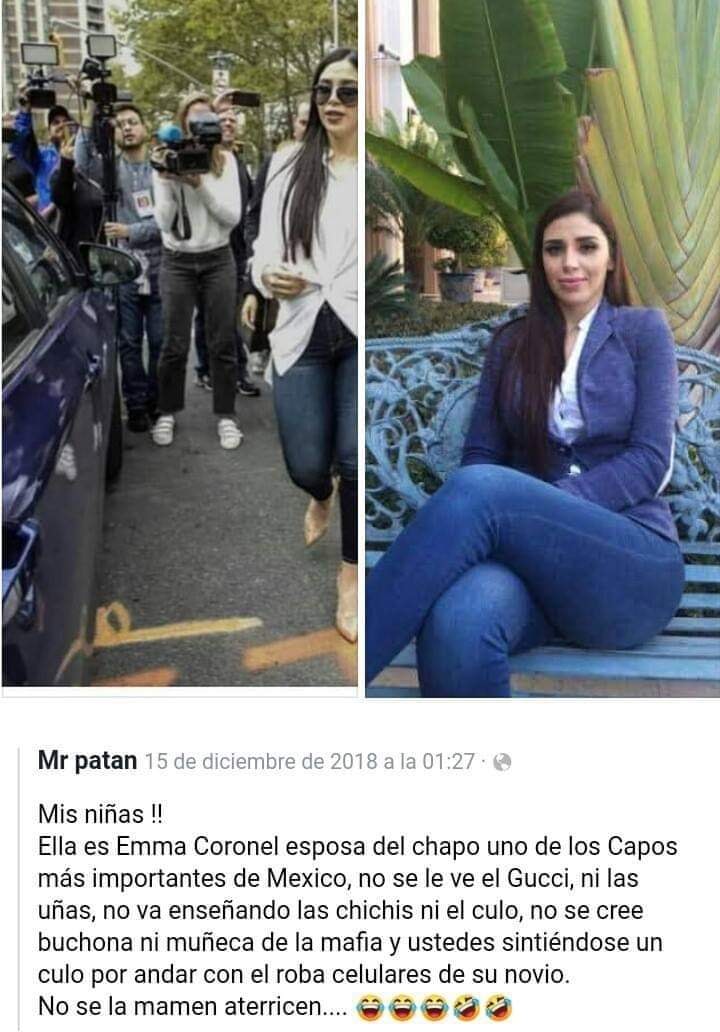 Mr patan 15 de diciembre de 2018 a la 01:27 ·
Mis niñas !!
Ella es Emma Coronel esposa del chapo uno de los Capos
más importantes de Mexico, no se le ve el Gucci, ni las
uñas, no va enseñando las chichis ni el culo, no se cree
buchona ni muñeca de la mafia y ustedes sintiéndose un
culo por andar con el roba celulares de su novio.
No se la mamen aterricen.... 😂😂😂🤣🤣